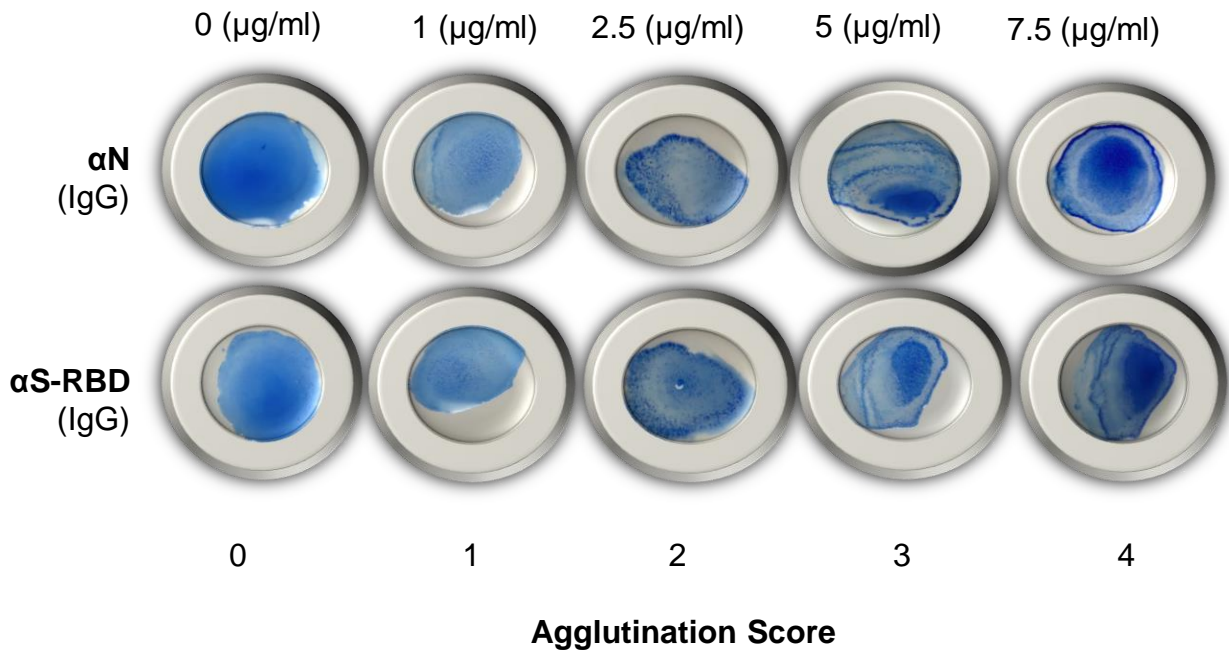 0 (µg/ml) 1 (µg/ml) 2.5 (µg/ml) 5 (µg/ml) 7.5 (µg/ml)
αN
(IgG)
αS-RBD
(IgG)
0 1 2 3 4
Agglutination Score